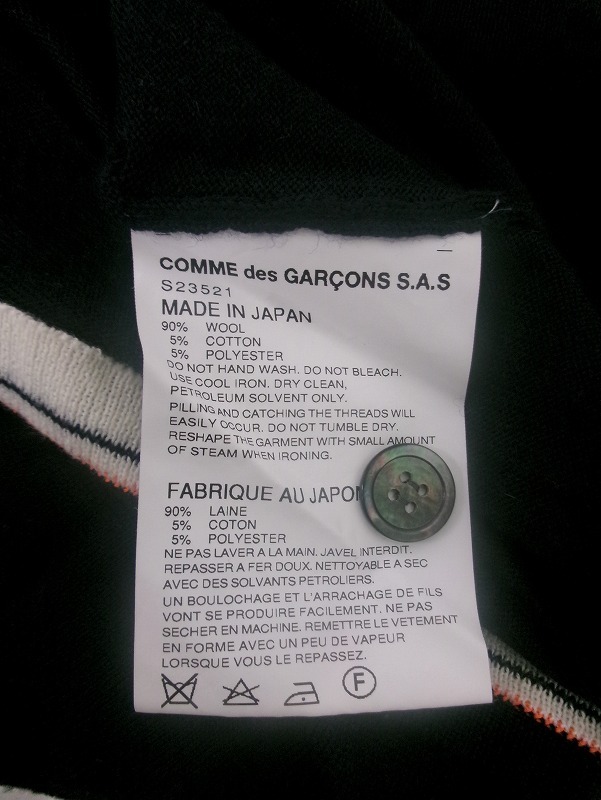 COMME des GARÇONS S.A.S
S23521
MADE IN JAPAN
90% WOOL
5% COTTON
5% POLYESTER
DO NOT HAND WASH. DO NOT BLEACH.
USE COOL IRON. DRY CLEAN,
PETROLEUM SOLVENT ONLY.
PILLING AND CATCHING THE THREADS WILL
EASILY OCCUR. DO NOT TUMBLE DRY.
RESHAPE THE GARMENT WITH SMALL AMOUNT
OF STEAM WHEN IRONING.
FABRIQUE AU JAPON
90% LAINE
5% COTON
5% POLYESTER
NE PAS LAVER A LA MAIN. JAVEL INTERDIT.
REPASSER A FER DOUX. NETTOYABLE A SEC
AVEC DES SOLVANTS PETROLIERS.
UN BOULOCHAGE ET L'ARRACHAGE DE FILS
VONT SE PRODUIRE FACILEMENT. NE PAS
SECHER EN MACHINE. REMETTRE LE VETEMENT
EN FORME AVEC UN PEU DE VAPEUR
LORSQUE VOUS LE REPASSEZ.
F